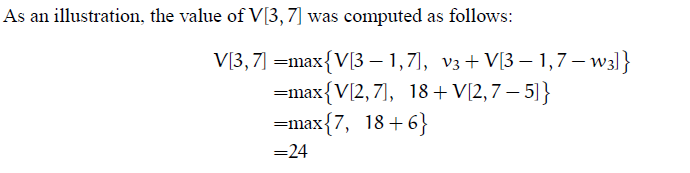 As an illustration, the value of V[3, 7] was computed as follows:
V[3, 7] =max{V[3 − 1, 7], v₃ + V[3 − 1, 7 − w₃]}
=max{V[2, 7], 18 + V[2, 7 − 5]}
=max{7, 18 + 6}
=24